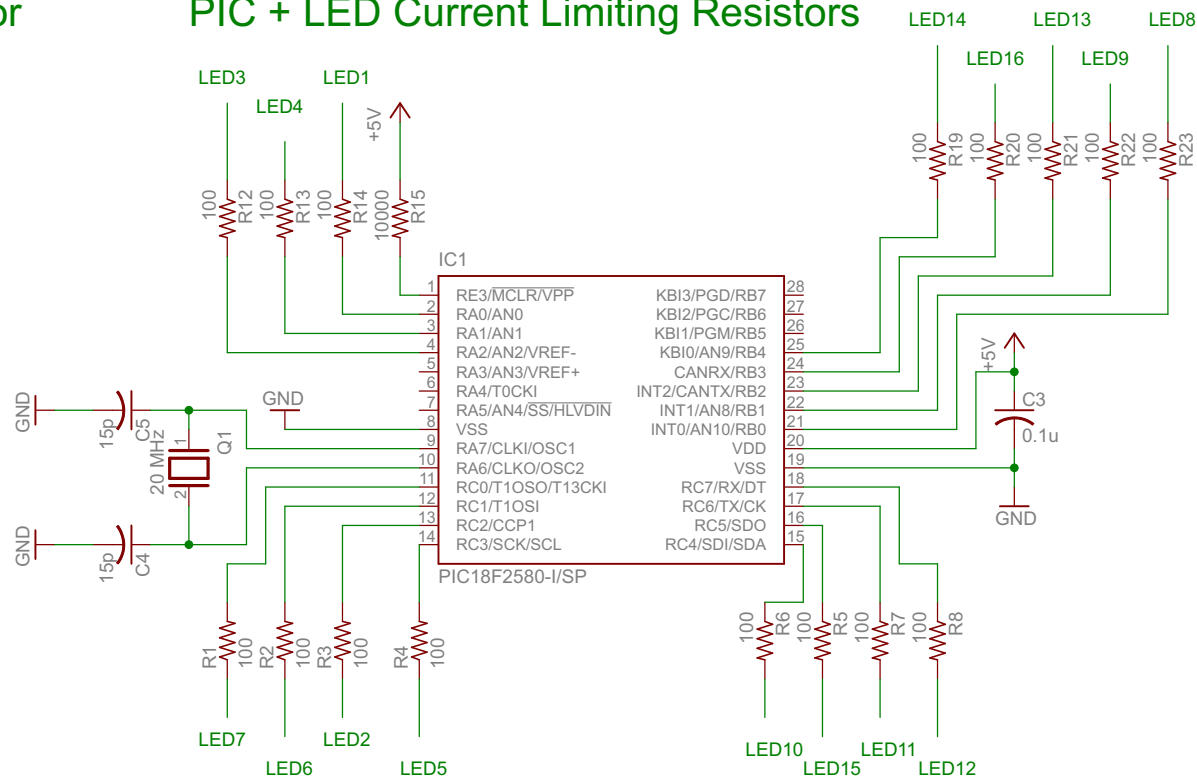 or
PIC + LED Current Limiting Resistors
LED14
LED13
LED8
LED16
LED9
LED3
LED1
LED4
+5V
100
R12
100
R13
100
R14
10000
R15
100
R19
100
R20
100
R21
100
R22
100
R23
IC1
1 RE3/MCLR/VPP KBI3/PGD/RB7 28
2 RA0/AN0 KBI2/PGC/RB6 27
3 RA1/AN1 KBI1/PGM/RB5 26
4 RA2/AN2/VREF- KBI0/AN9/RB4 25
5 RA3/AN3/VREF+ CANRX/RB3 24
6 RA4/T0CKI INT2/CANTX/RB2 23
7 RA5/AN4/SS/HLVDIN INT1/AN8/RB1 22
8 VSS INT0/AN10/RB0 21
9 RA7/CLKI/OSC1 VDD 20
10 RA6/CLKO/OSC2 VSS 19
11 RC0/T1OSO/T13CKI RC7/RX/DT 18
12 RC1/T1OSI RC6/TX/CK 17
13 RC2/CCP1 RC5/SDO 16
14 RC3/SCK/SCL RC4/SDI/SDA 15
PIC18F2580-I/SP
GND
GND
15p
C5
20 MHz
1
2
Q1
GND
15p
C4
+5V
C3
0.1u
GND
R1
100
R2
100
R3
100
R4
100
100
R6
100
R5
100
R7
100
R8
LED7
LED2
LED6
LED5
LED10
LED11
LED15
LED12